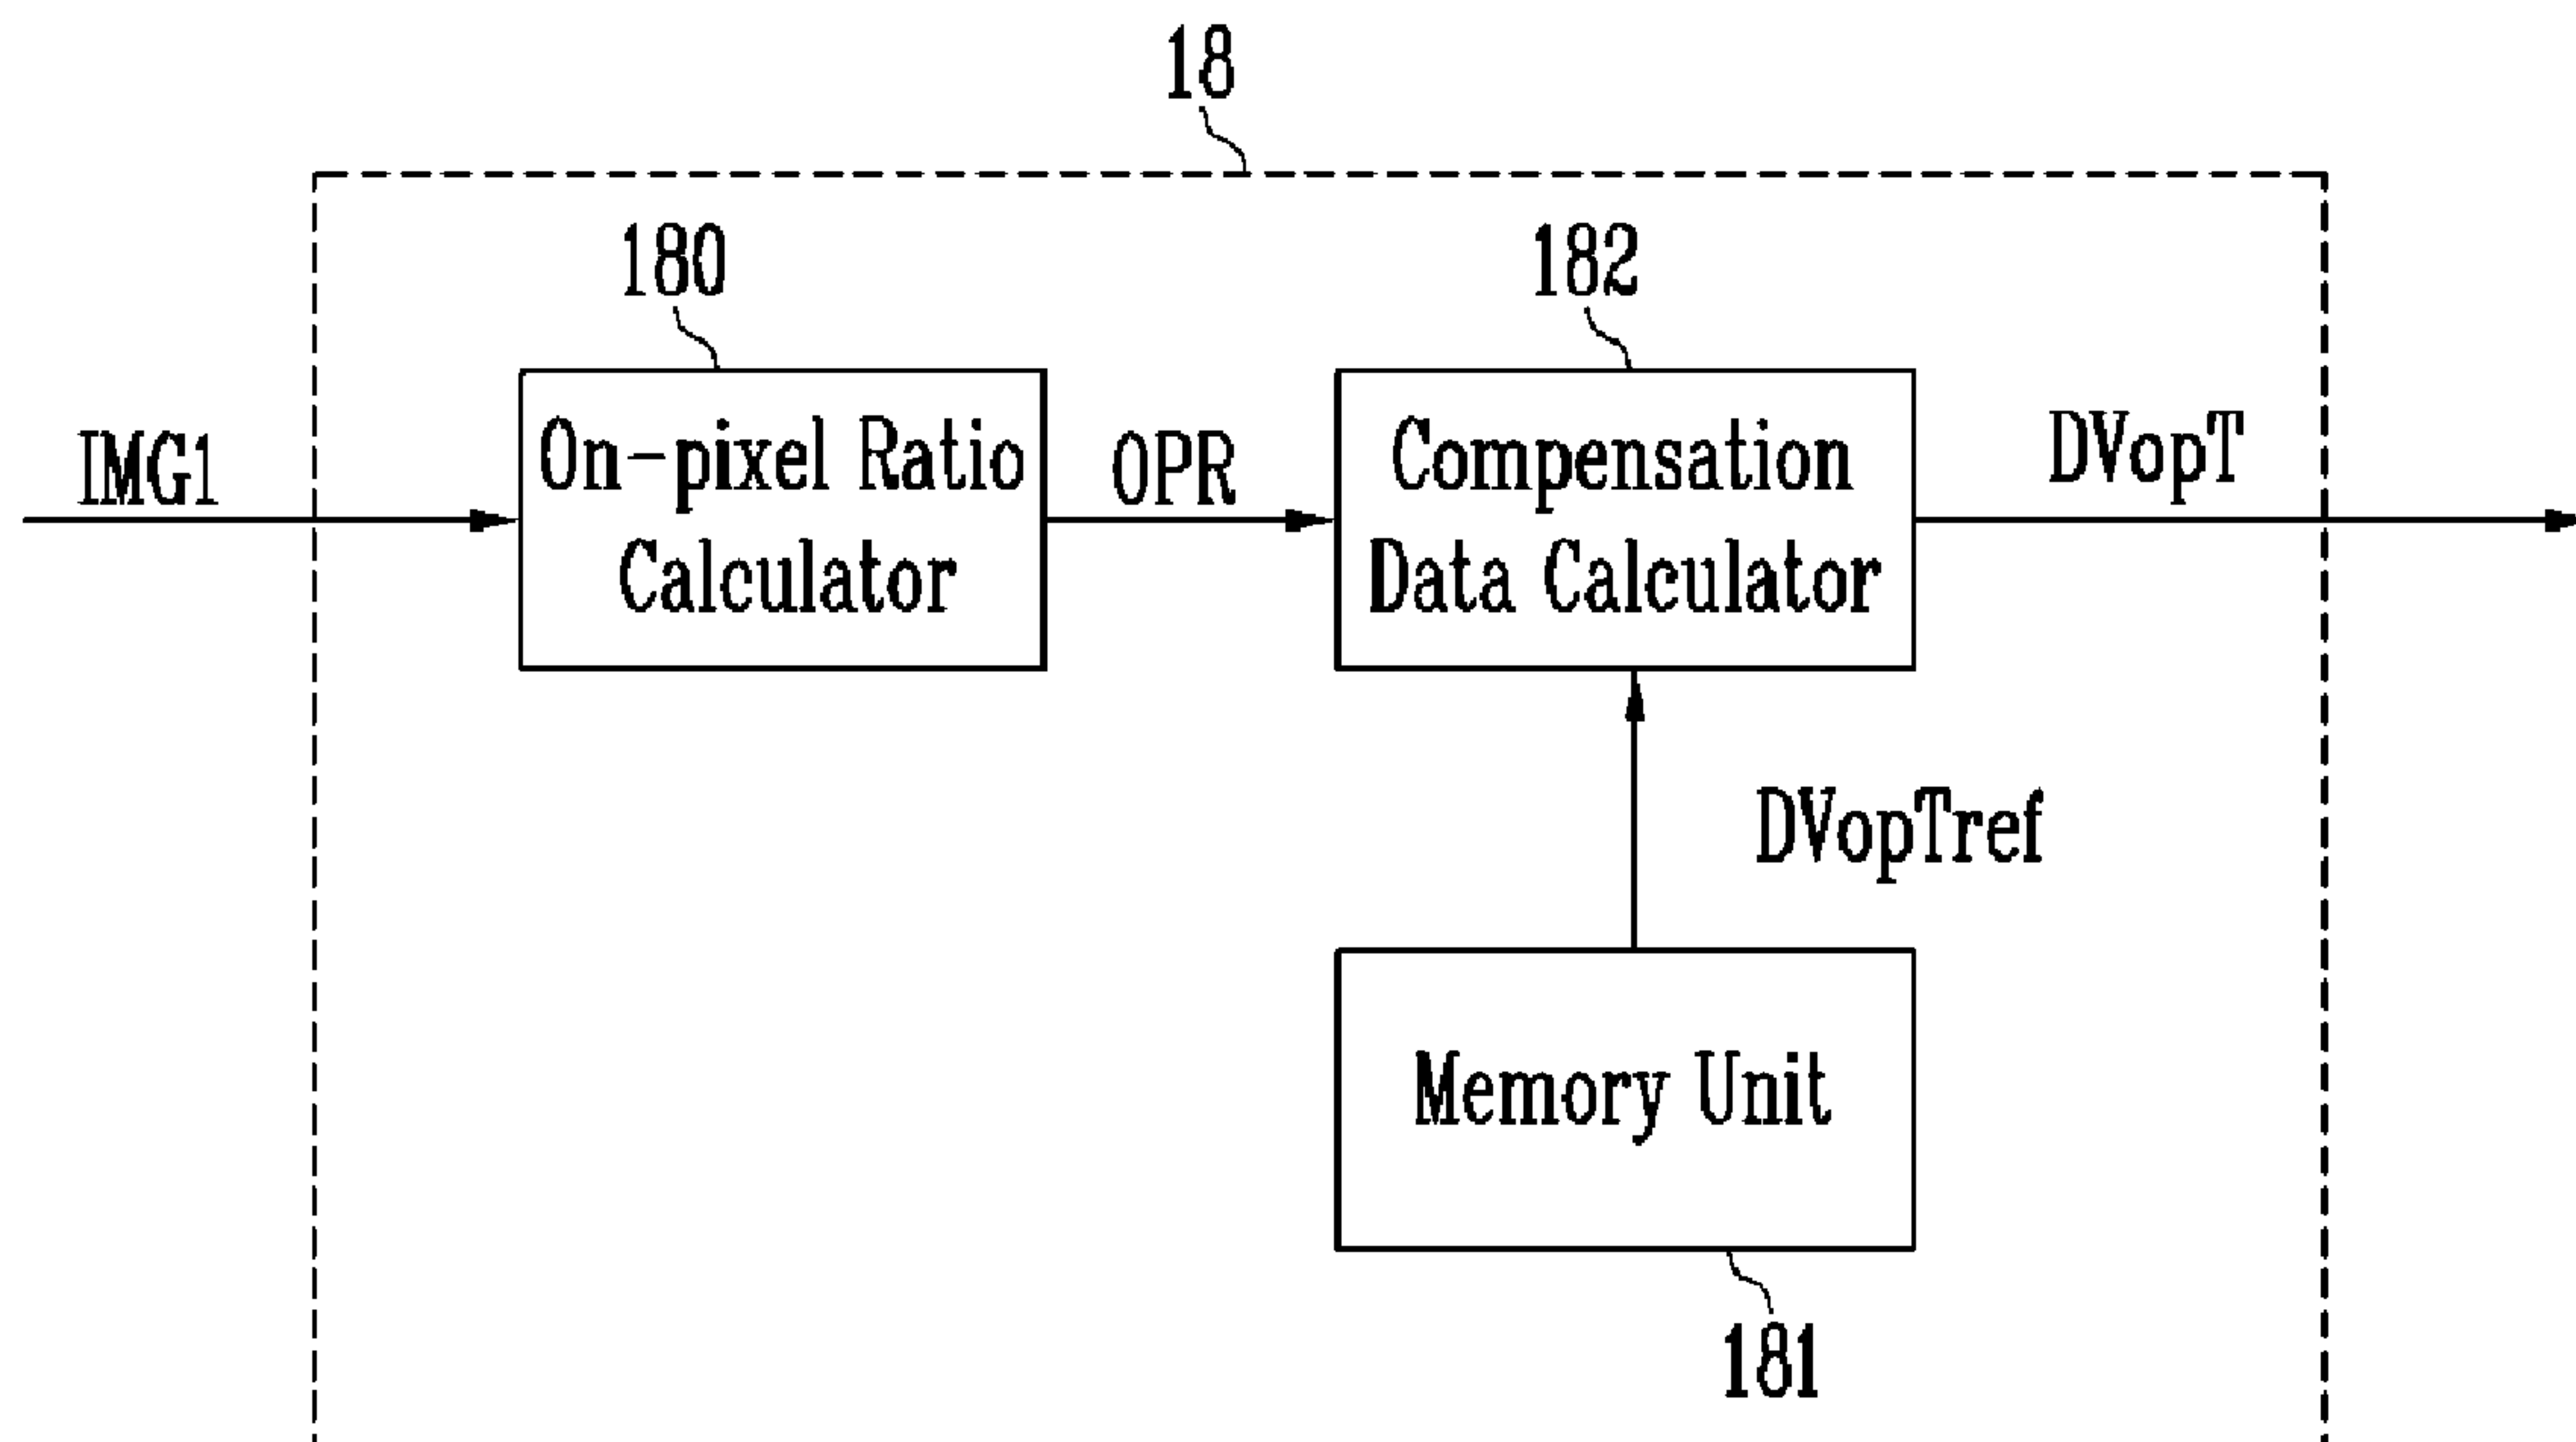 18
180
182
IMG1
On-pixel Ratio
Calculator
OPR
Compensation
Data Calculator
DVopT
DVopTref
Memory Unit
181